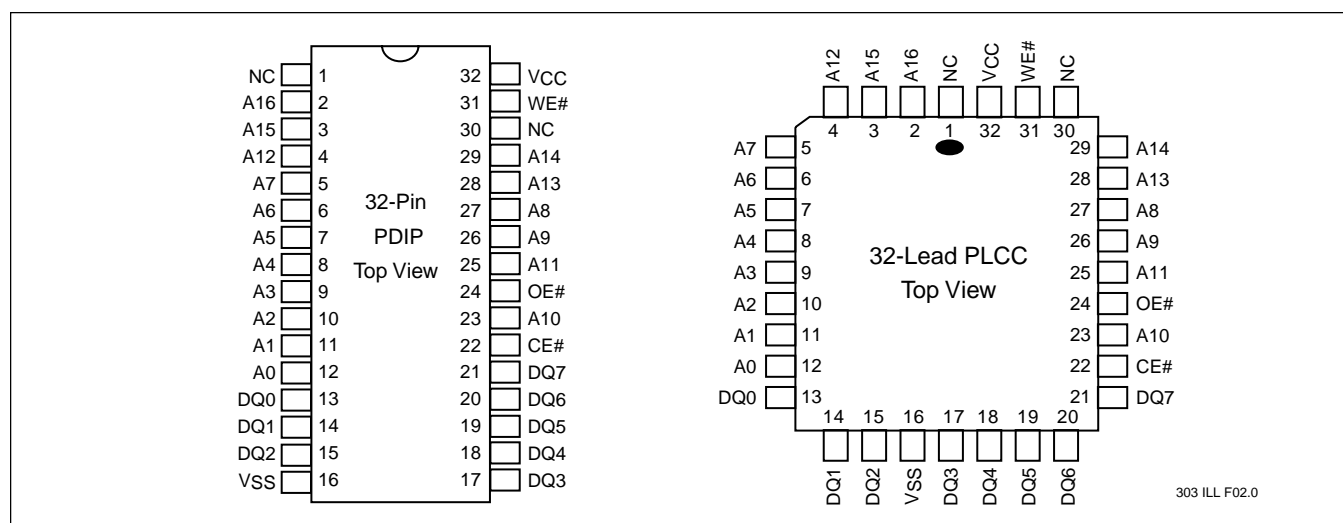 NC 1 32 VCC
A16 2 31 WE#
A15 3 30 NC
A12 4 29 A14
A7 5 28 A13
A6 6 27 A8
A5 7 26 A9
A4 8 25 A11
A3 9 24 OE#
A2 10 23 A10
A1 11 22 CE#
A0 12 21 DQ7
DQ0 13 20 DQ6
DQ1 14 19 DQ5
DQ2 15 18 DQ4
VSS 16 17 DQ3
32-Pin
PDIP
Top View
A12 A15 A16 NC VCC WE# NC
4 3 2 1 32 31 30
A7 5 29 A14
A6 6 28 A13
A5 7 27 A8
A4 8 26 A9
A3 9 25 A11
A2 10 24 OE#
A1 11 23 A10
A0 12 22 CE#
DQ0 13 21 DQ7
32-Lead PLCC
Top View
14 15 16 17 18 19 20
DQ1 DQ2 VSS DQ3 DQ4 DQ5 DQ6
303 ILL F02.0